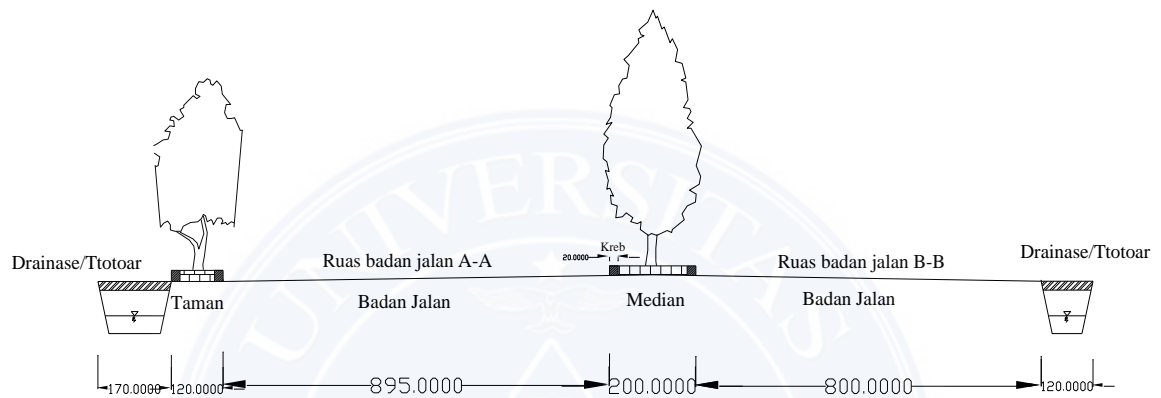 Kreb
20.0000
Drainase/Ttotoar
Ruas badan jalan A-A
Ruas badan jalan B-B
Drainase/Ttotoar
Taman
Badan Jalan
Median
Badan Jalan
170.0000
120.0000
895.0000
200.0000
800.0000
120.0000
UNIVERSITAS